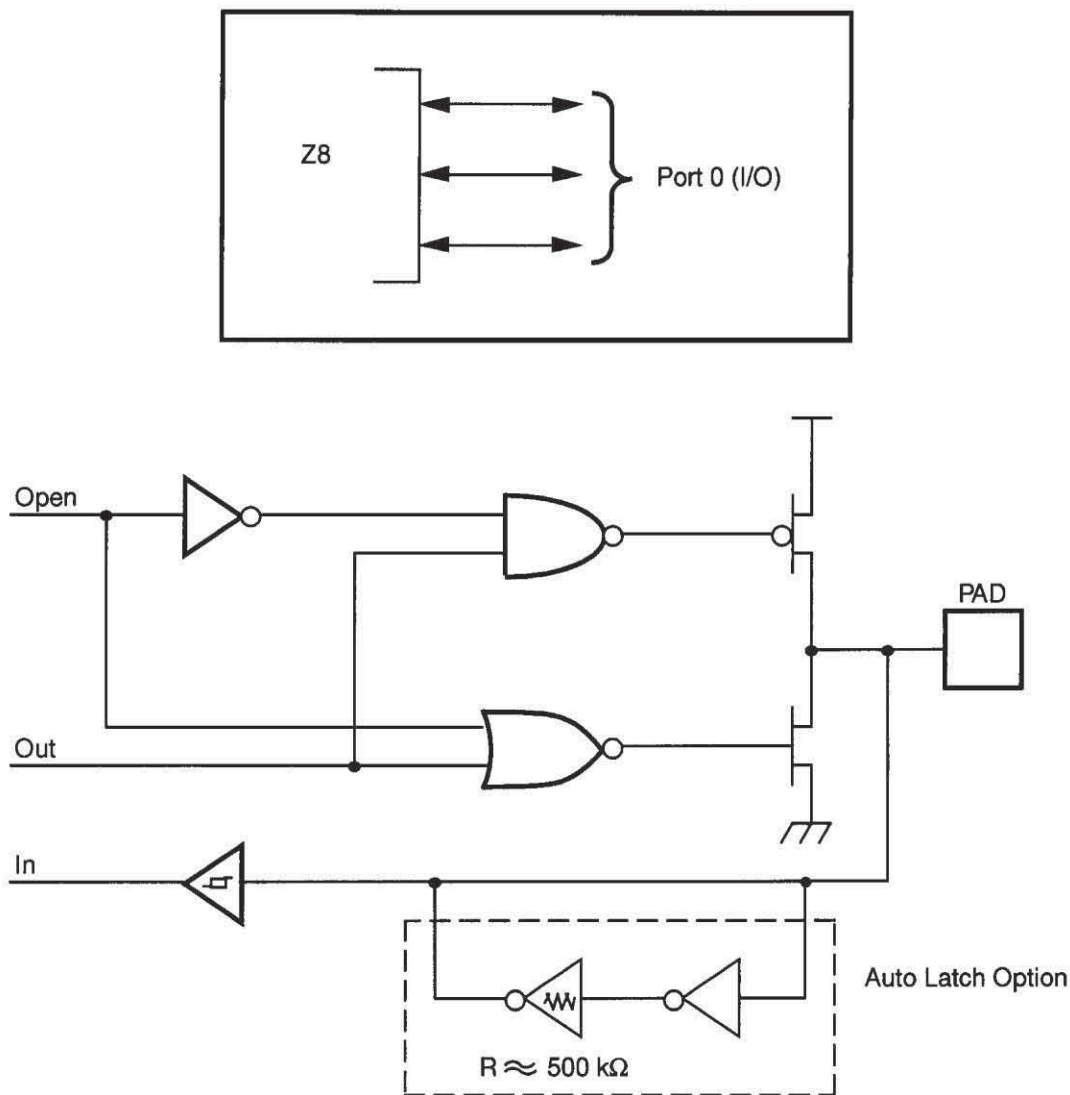 Z8
Port 0 (I/O)
Open
PAD
Out
In
Auto Latch Option
R ≈ 500 kΩ